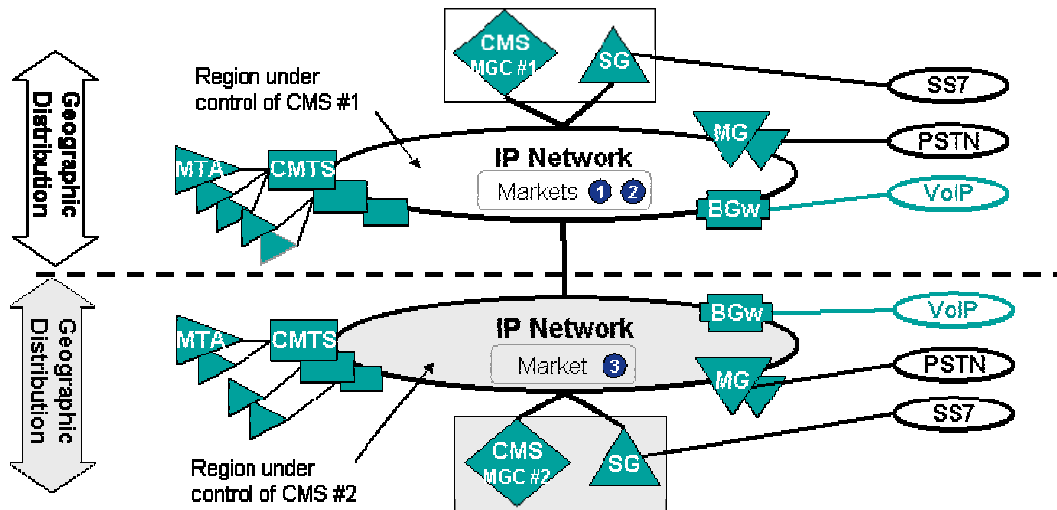 Geographic
Distribution
Region under
control of CMS #1
CMS
MGC #1
SG
SS7
MG
PSTN
IP Network
MTA
CMTS
Markets 1 2
BGw
VoIP
Geographic
Distribution
BGw
VoIP
IP Network
MTA
CMTS
Market 3
MG
PSTN
SS7
CMS
MGC #2
SG
Region under
control of CMS #2